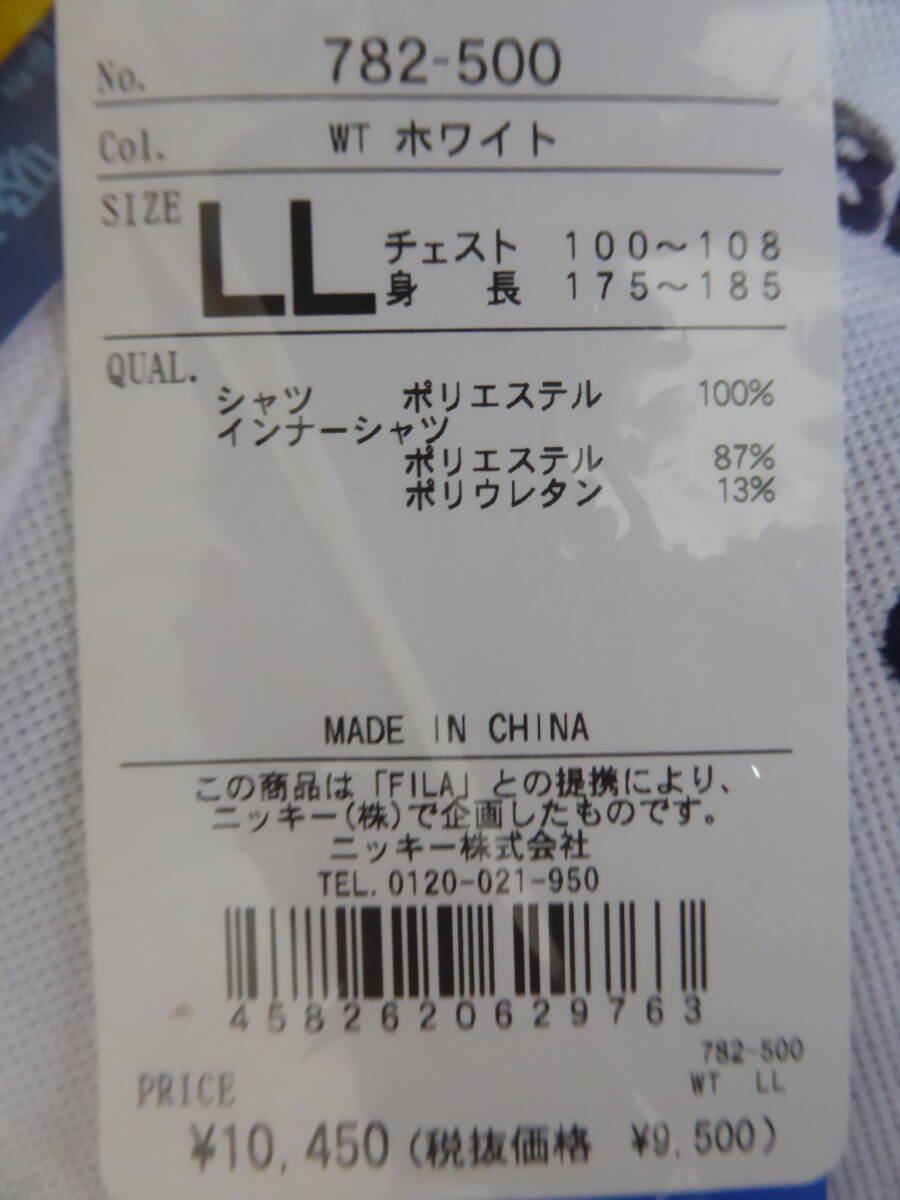 No. 782-500
Col. WT ホワイト
SIZE LL チェスト 100～108
身 長 175～185
QUAL.
シャツ ポリエステル 100%
インナーシャツ
ポリエステル 87%
ポリウレタン 13%
MADE IN CHINA
この商品は「FILA」との提携により、
ニッキー(株)で企画したものです。
ニッキー株式会社
TEL. 0120-021-950
4582620629763
782-500
WT LL
PRICE
¥10,450 (税抜価格 ¥9,500)